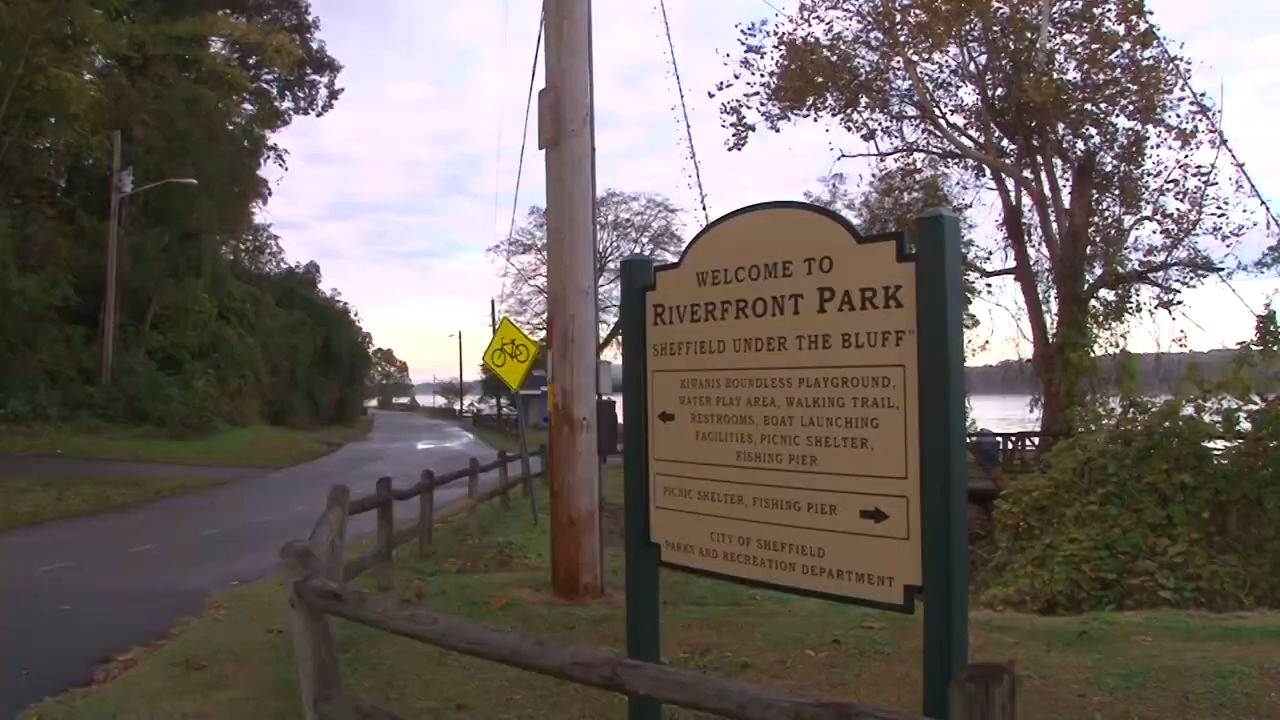 WELCOME TO
RIVERFRONT PARK
SHEFFIELD UNDER THE BLUFF"
KIWANIS BOUNDLESS PLAYGROUND,
WATER PLAY AREA, WALKING TRAIL,
RESTROOMS, BOAT LAUNCHING
FACILITIES, PICNIC SHELTER,
FISHING PIER
PICNIC SHELTER, FISHING PIER
CITY OF SHEFFIELD
PARKS AND RECREATION DEPARTMENT